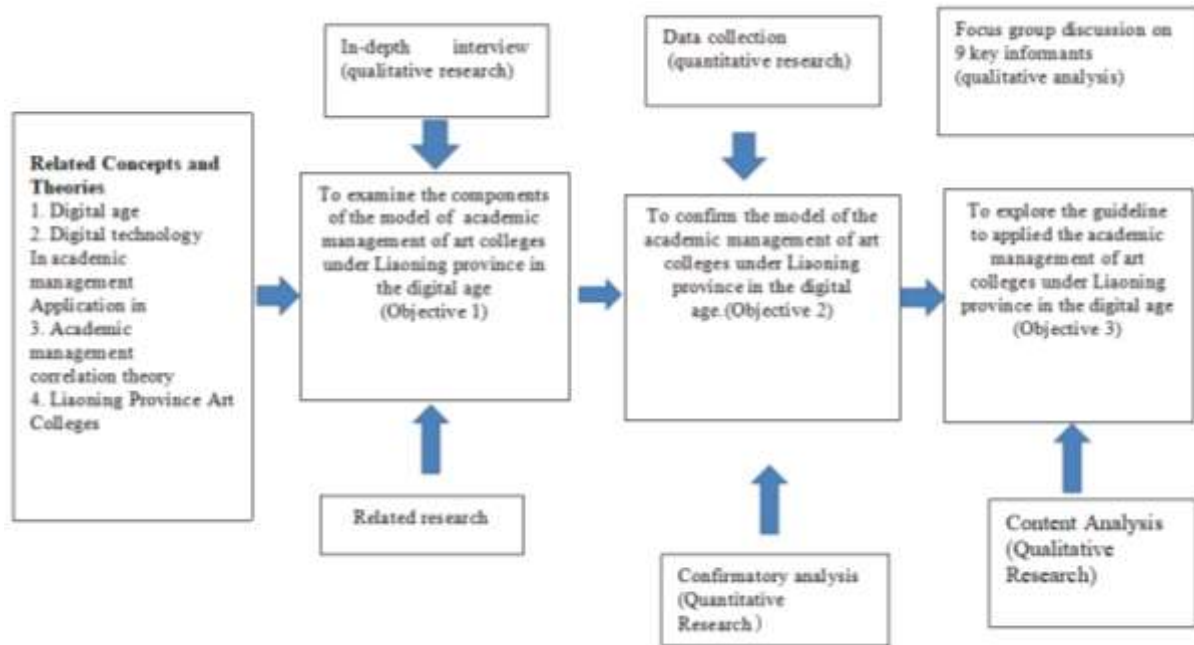 In-depth interview
(qualitative research)
Data collection
(quantitative research)
Focus group discussion on
9 key informants
(qualitative analysis)
Related Concepts and
Theories
1. Digital age
2. Digital technology
In academic
management
Application in
3. Academic
management
correlation theory
4. Liaoning Province Art
Colleges
To examine the components
of the model of academic
management of art colleges
under Liaoning province in
the digital age
(Objective 1)
To confirm the model of the
academic management of art
colleges under Liaoning
province in the digital
age.(Objective 2)
To explore the guideline
to applied the academic
management of art
colleges under Liaoning
province in the digital age
(Objective 3)
Related research
Confirmatory analysis
(Quantitative
Research)
Content Analysis
(Qualitative
Research)